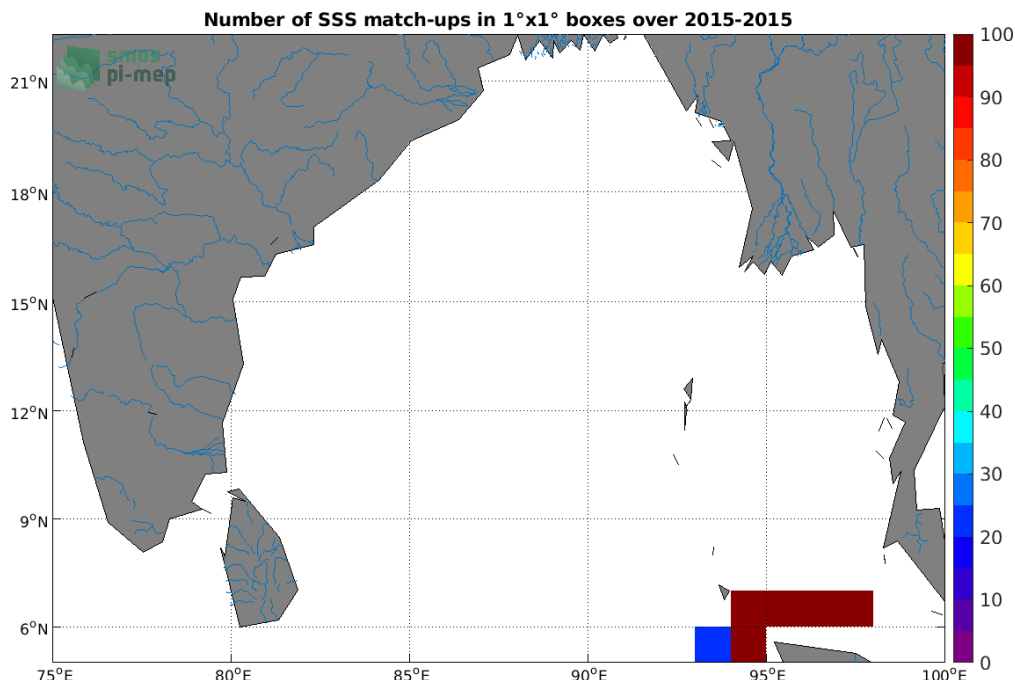 Number of SSS match-ups in 1°x1° boxes over 2015-2015
smos
pi-mep
21°N
18°N
15°N
12°N
9°N
6°N
75°E
80°E
85°E
90°E
95°E
100°E
100
90
80
70
60
50
40
30
20
10
0